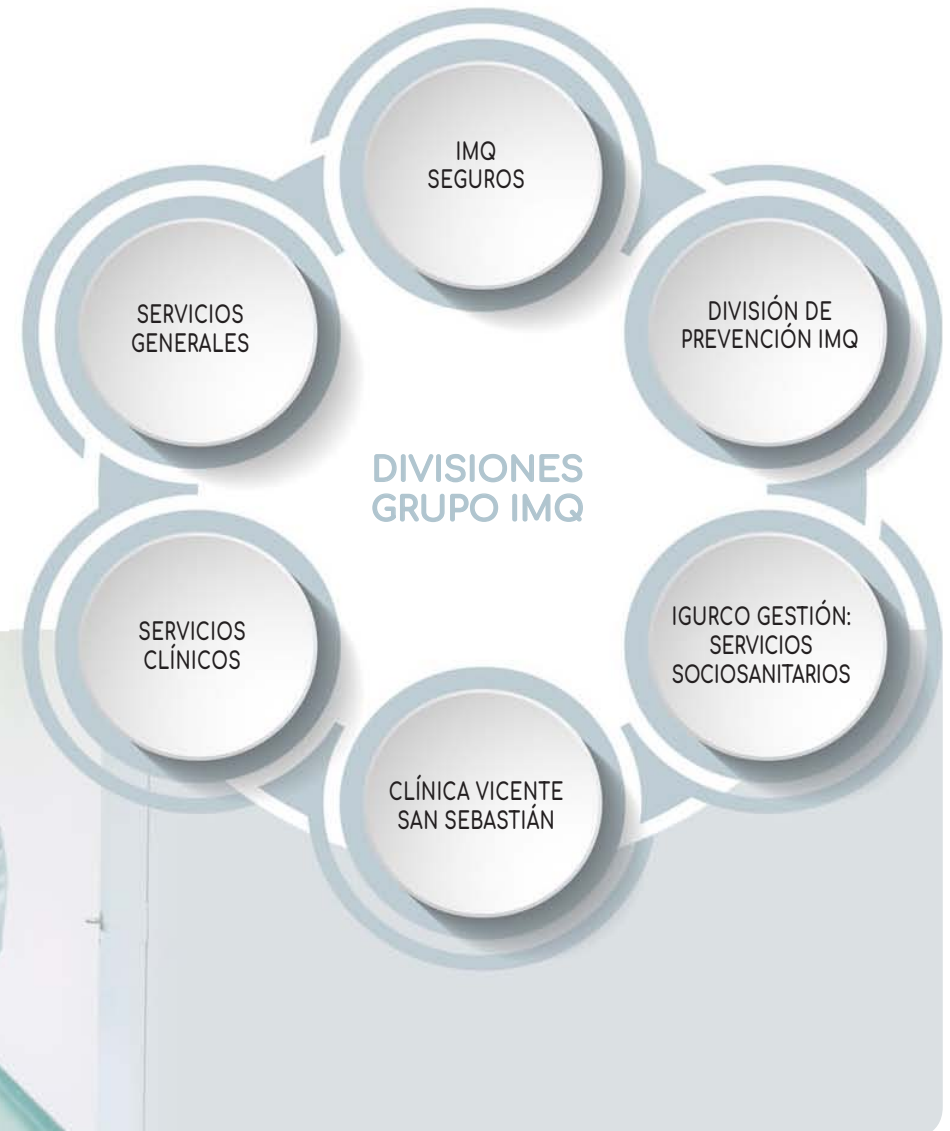 IMQ
SEGUROS
DIVISIÓN DE
PREVENCIÓN IMQ
IGURCO GESTIÓN:
SERVICIOS
SOCIOSANITARIOS
CLÍNICA VICENTE
SAN SEBASTIÁN
SERVICIOS
CLÍNICOS
SERVICIOS
GENERALES
DIVISIONES
GRUPO IMQ